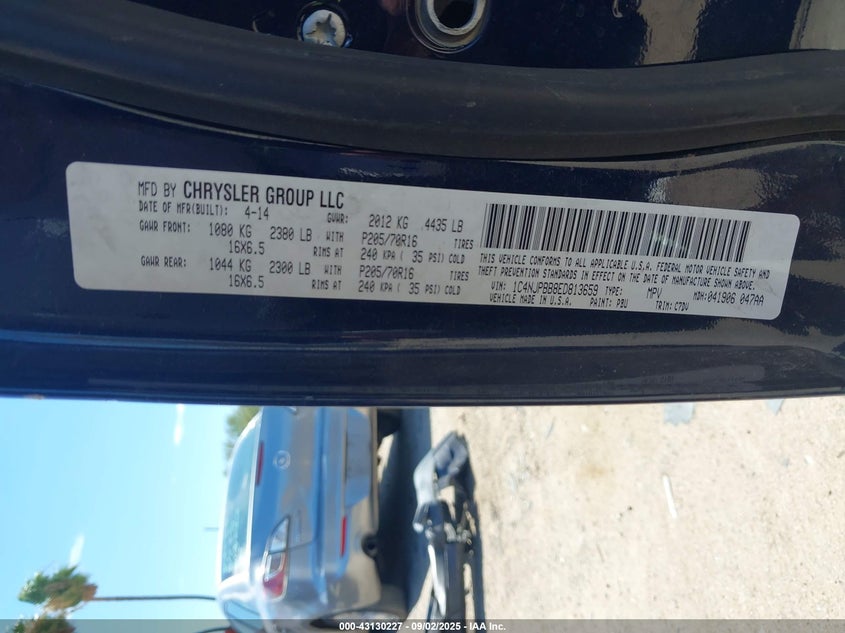 MFD BY CHRYSLER GROUP LLC
DATE OF MFR(BUILT): 4-14 GVWR: 2012 KG 4435 LB
GAWR FRONT: 1080 KG 2380 LB WITH P205/70R16 TIRES
16X6.5 RIMS AT 240 KPA ( 35 PSI) COLD
GAWR REAR: 1044 KG 2300 LB WITH P205/70R16 TIRES
16X6.5 RIMS AT 240 KPA ( 35 PSI) COLD
THIS VEHICLE CONFORMS TO ALL APPLICABLE U.S.A. FEDERAL MOTOR VEHICLE SAFETY AND
THEFT PREVENTION STANDARDS IN EFFECT ON THE DATE OF MANUFACTURE SHOWN ABOVE.
VIN: 1C4NJPBB8ED813659 TYPE: MPV MDH: 041906 047AA
VEHICLE MADE IN U.S.A. PAINT: PBU TRIM: C7DV
000-43130227 - 09/02/2025 - IAA Inc.